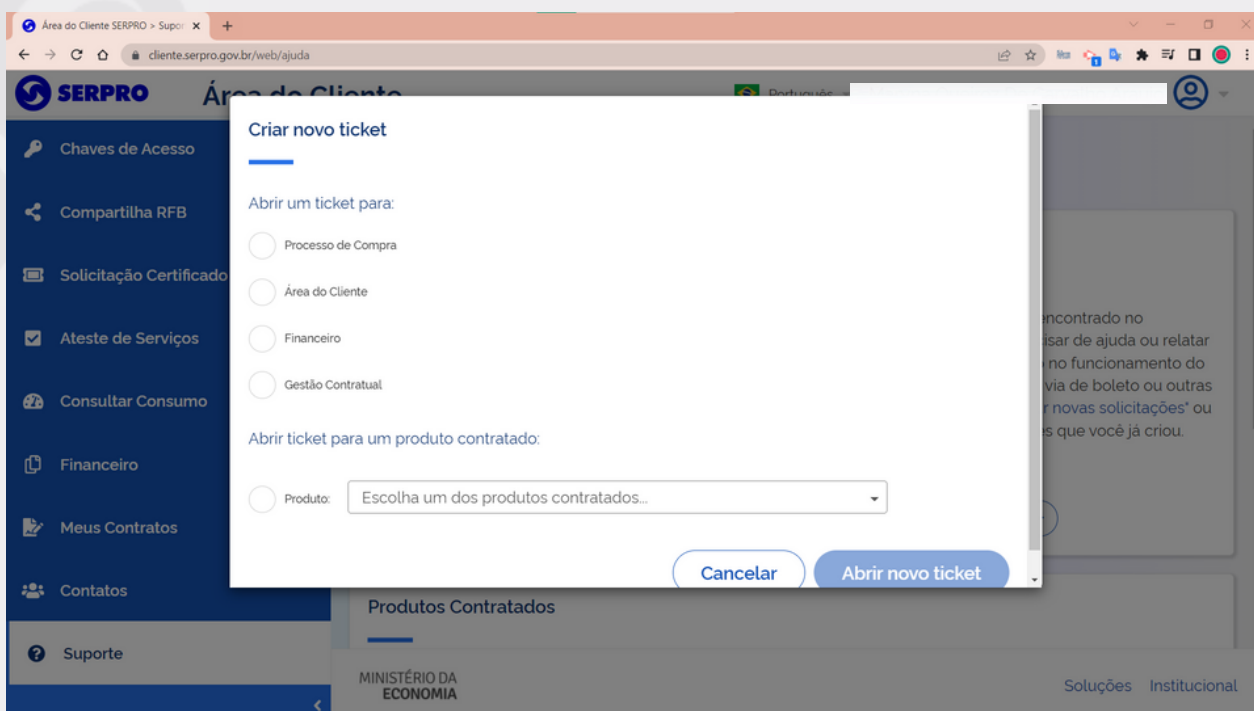 Área do Cliente SERPRO > Supor
cliente.serpro.gov.br/web/ajuda
SERPRO
Área do Cliente
Português
Chaves de Acesso
Compartilha RFB
Solicitação Certificado
Ateste de Serviços
Consultar Consumo
Financeiro
Meus Contratos
Contatos
Suporte
Criar novo ticket
Abrir um ticket para:
Processo de Compra
Área do Cliente
Financeiro
Gestão Contratual
Abrir ticket para um produto contratado:
Produto:
Escolha um dos produtos contratados...
Cancelar
Abrir novo ticket
encontrado no
isar de ajuda ou relatar
no funcionamento do
via de boleto ou outras
r novas solicitações" ou
s que você já criou.
Produtos Contratados
MINISTÉRIO DA
ECONOMIA
Soluções
Institucional